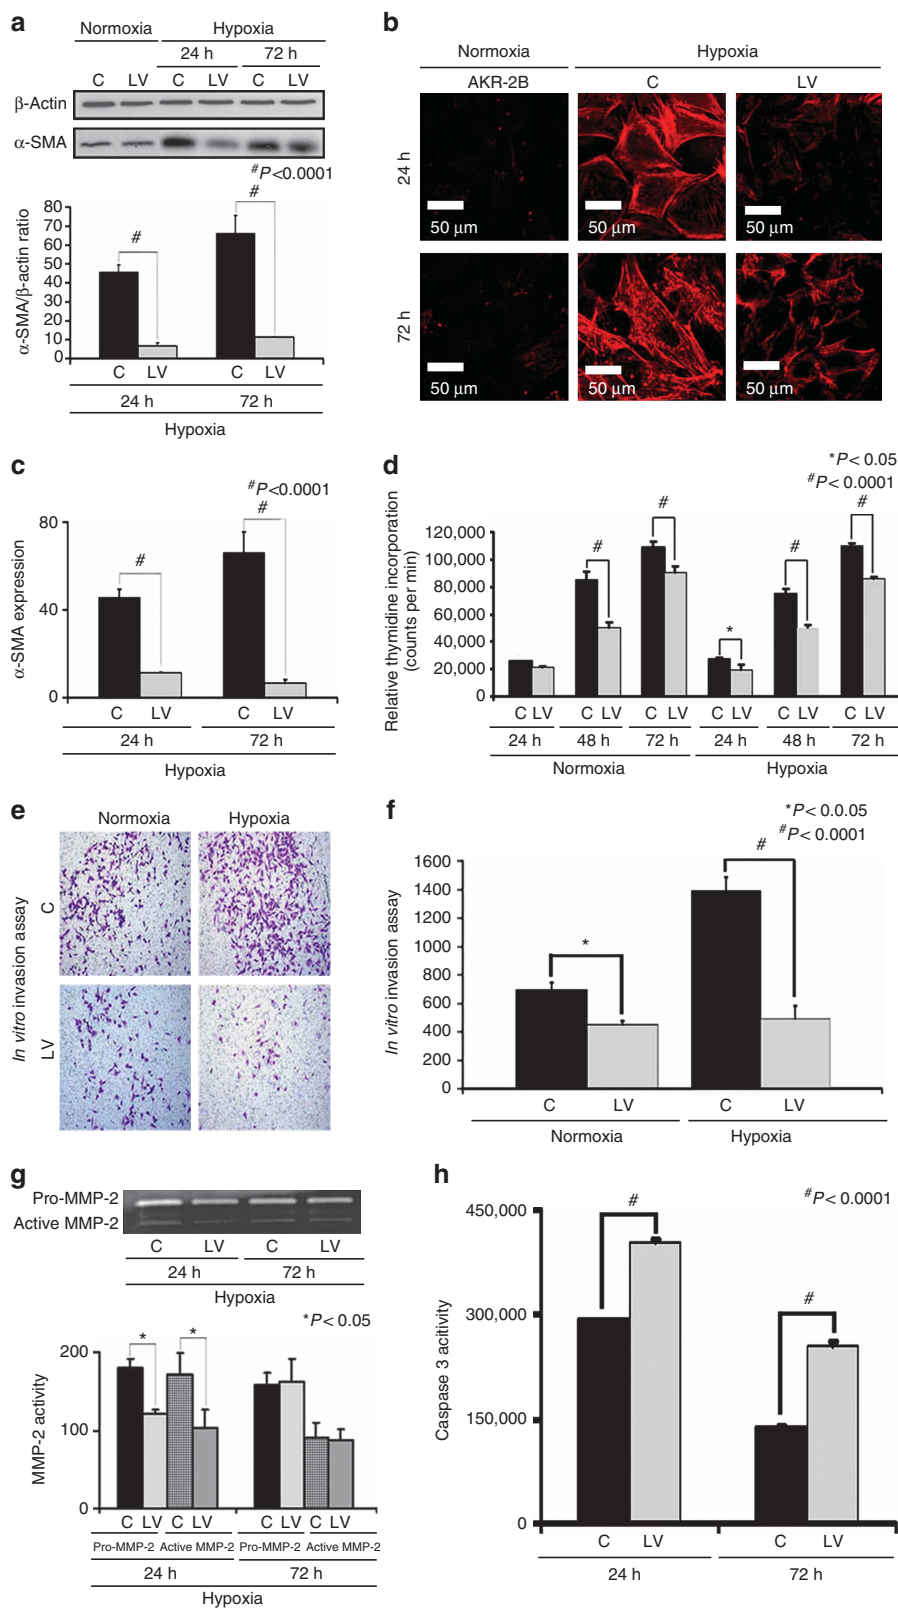 a
Normoxia Hypoxia
24 h 72 h
C LV C LV C LV
β-Actin
α-SMA
#P<0.0001
#
#
α-SMA/β-actin ratio
80
70
60
50
40
30
20
10
0
C LV C LV
24 h 72 h
Hypoxia
b
Normoxia Hypoxia
AKR-2B C LV
24 h
50 μm 50 μm 50 μm
72 h
50 μm 50 μm 50 μm
c
#P<0.0001
#
#
α-SMA expression
80
40
0
C LV C LV
24 h 72 h
Hypoxia
d
*P< 0.05
#P< 0.0001
# # * # #
Relative thymidine incorporation
(counts per min)
120,000
100,000
80,000
60,000
40,000
20,000
0
C LV C LV C LV C LV C LV C LV
24 h 48 h 72 h 24 h 48 h 72 h
Normoxia Hypoxia
e
Normoxia Hypoxia
In vitro invasion assay
C
LV
f
*P< 0.0.05
#P< 0.0001
#
*
In vitro invasion assay
1600
1400
1200
1000
800
600
400
200
0
C LV C LV
Normoxia Hypoxia
g
Pro-MMP-2
Active MMP-2
C LV C LV
24 h 72 h
Hypoxia
*P< 0.05
* *
MMP-2 activity
200
100
0
C LV C LV C LV C LV
Pro-MMP-2 Active MMP-2 Pro-MMP-2 Active MMP-2
24 h 72 h
Hypoxia
h
#P< 0.0001
#
#
Caspase 3 acitivity
450,000
300,000
150,000
0
C LV C LV
24 h 72 h